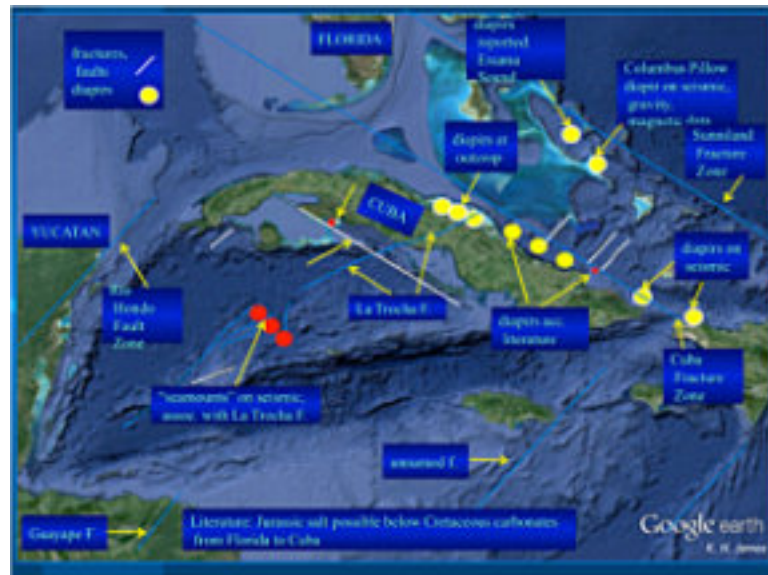 FLORIDA
fractures,
faults
diapirs
diapirs
reported
Exuma
Sound
Columbus Pillow
diapir on seismic,
gravity,
magnetic data
diapirs at
outcrop
Sunniland
Fracture
Zone
CUBA
YUCATAN
diapirs on
seismic
Rio
Hondo
Fault
Zone
La Trocha F.
diapirs acc.
literature
Cuba
Fracture
Zone
"seamounts" on seismic,
assoc. with La Trocha F.
unnamed f.
Guayape F
Literature: Jurassic salt possible below Cretaceous carbonates
from Florida to Cuba
Google earth
K. H. James